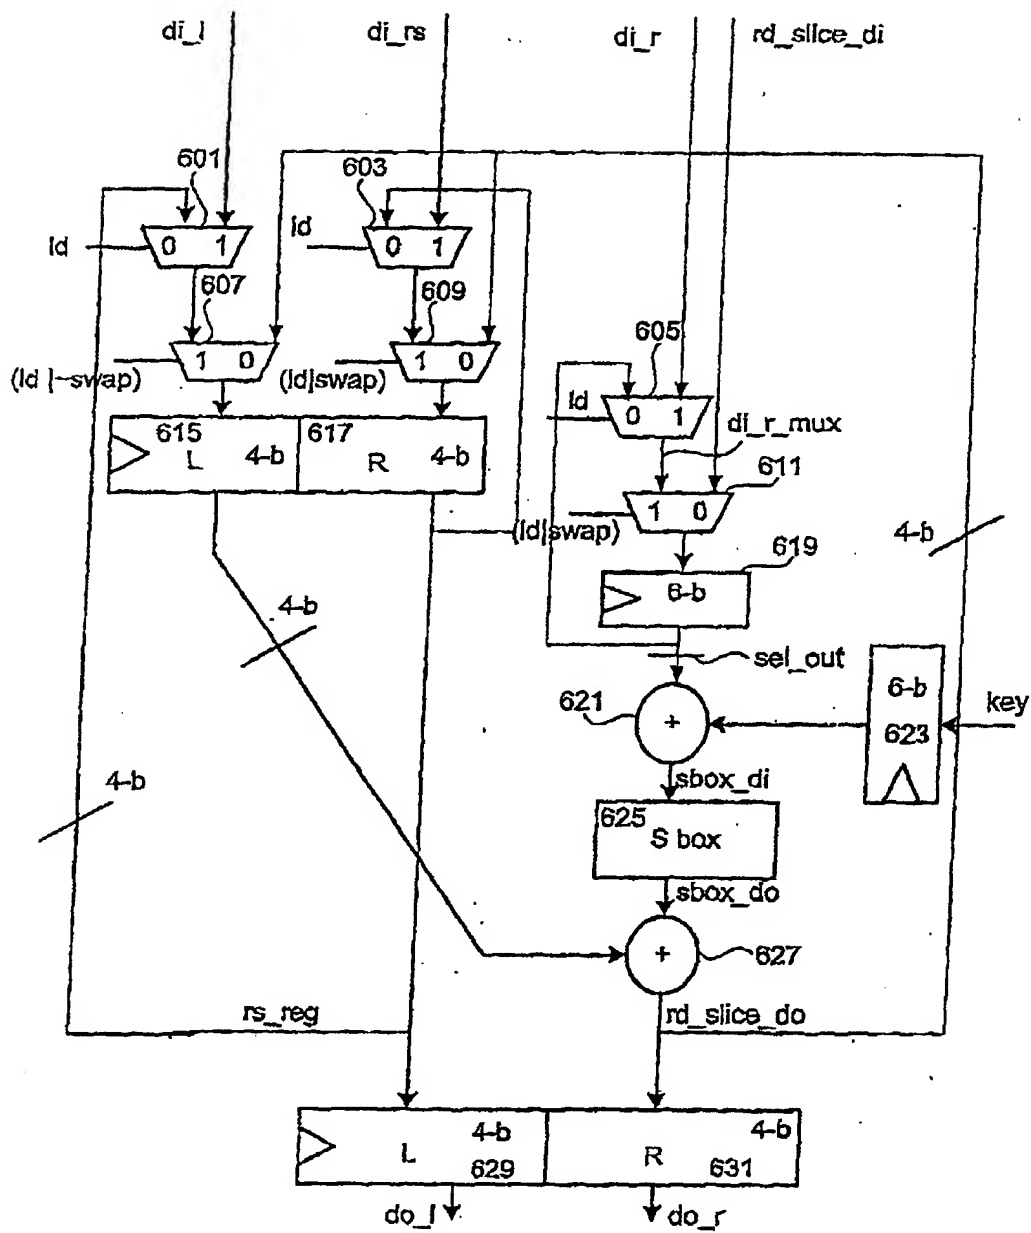 di_l
di_rs
di_r
rd_slice_di
601
603
ld
0 1
ld
0 1
607
609
605
(ld |~swap)
1 0
(ld|swap)
1 0
ld
0 1
di_r_mux
615
L
4-b
617
R
4-b
611
1 0
(ld|swap)
4-b
619
6-b
4-b
sel_out
621
+
6-b
623
key
4-b
sbox_di
625
S box
sbox_do
+
627
rs_reg
rd_slice_do
L
4-b
629
R
4-b
631
do_l
do_r